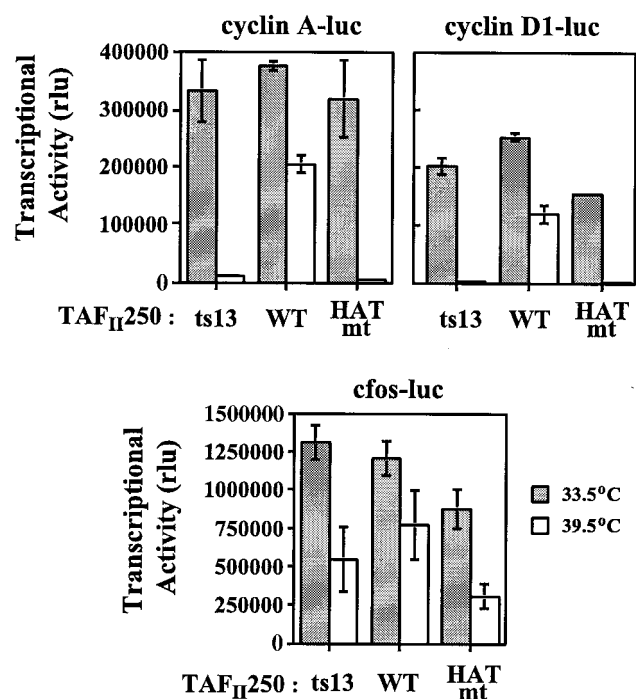 cyclin A-luc
cyclin D1-luc
Transcriptional
Activity (rlu)
400000
300000
200000
100000
0
TAFII250 : ts13 WT HAT mt
ts13 WT HAT mt
cfos-luc
Transcriptional
Activity (rlu)
1500000
1250000
1000000
750000
500000
250000
0
33.5°C
39.5°C
TAFII250 : ts13 WT HAT mt